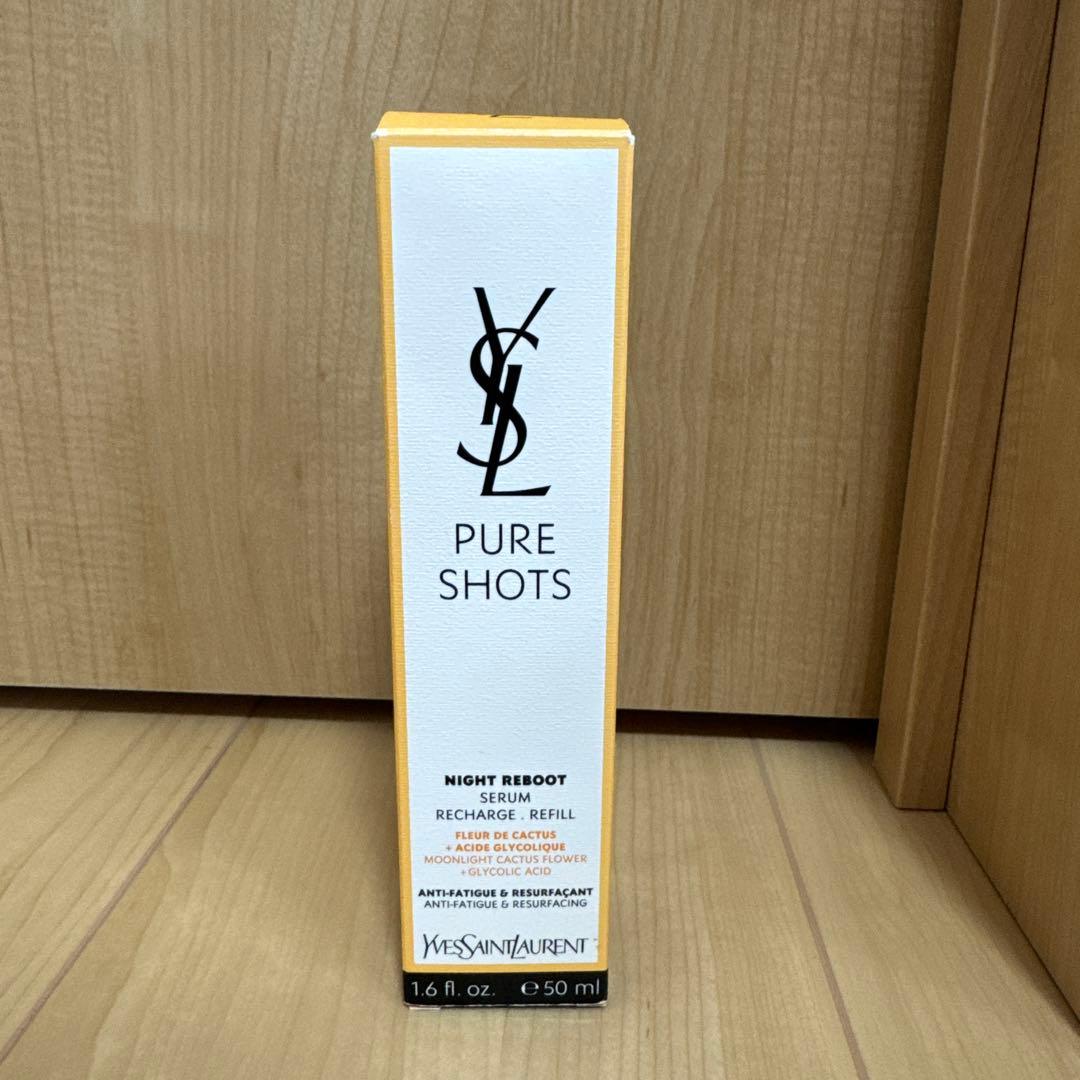 YSL
PURE
SHOTS
NIGHT REBOOT
SERUM
RECHARGE . REFILL
FLEUR DE CACTUS
+ ACIDE GLYCOLIQUE
MOONLIGHT CACTUS FLOWER
+ GLYCOLIC ACID
ANTI-FATIGUE & RESURFAÇANT
ANTI-FATIGUE & RESURFACING
YVESSAINTLAURENT
1.6 fl. oz. ℮ 50 ml